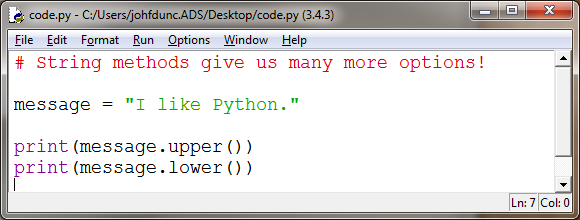 code.py - C:/Users/johfdunc.ADS/Desktop/code.py (3.4.3)
File Edit Format Run Options Window Help
# String methods give us many more options!
message = "I like Python."
print(message.upper())
print(message.lower())
Ln: 7 Col: 0